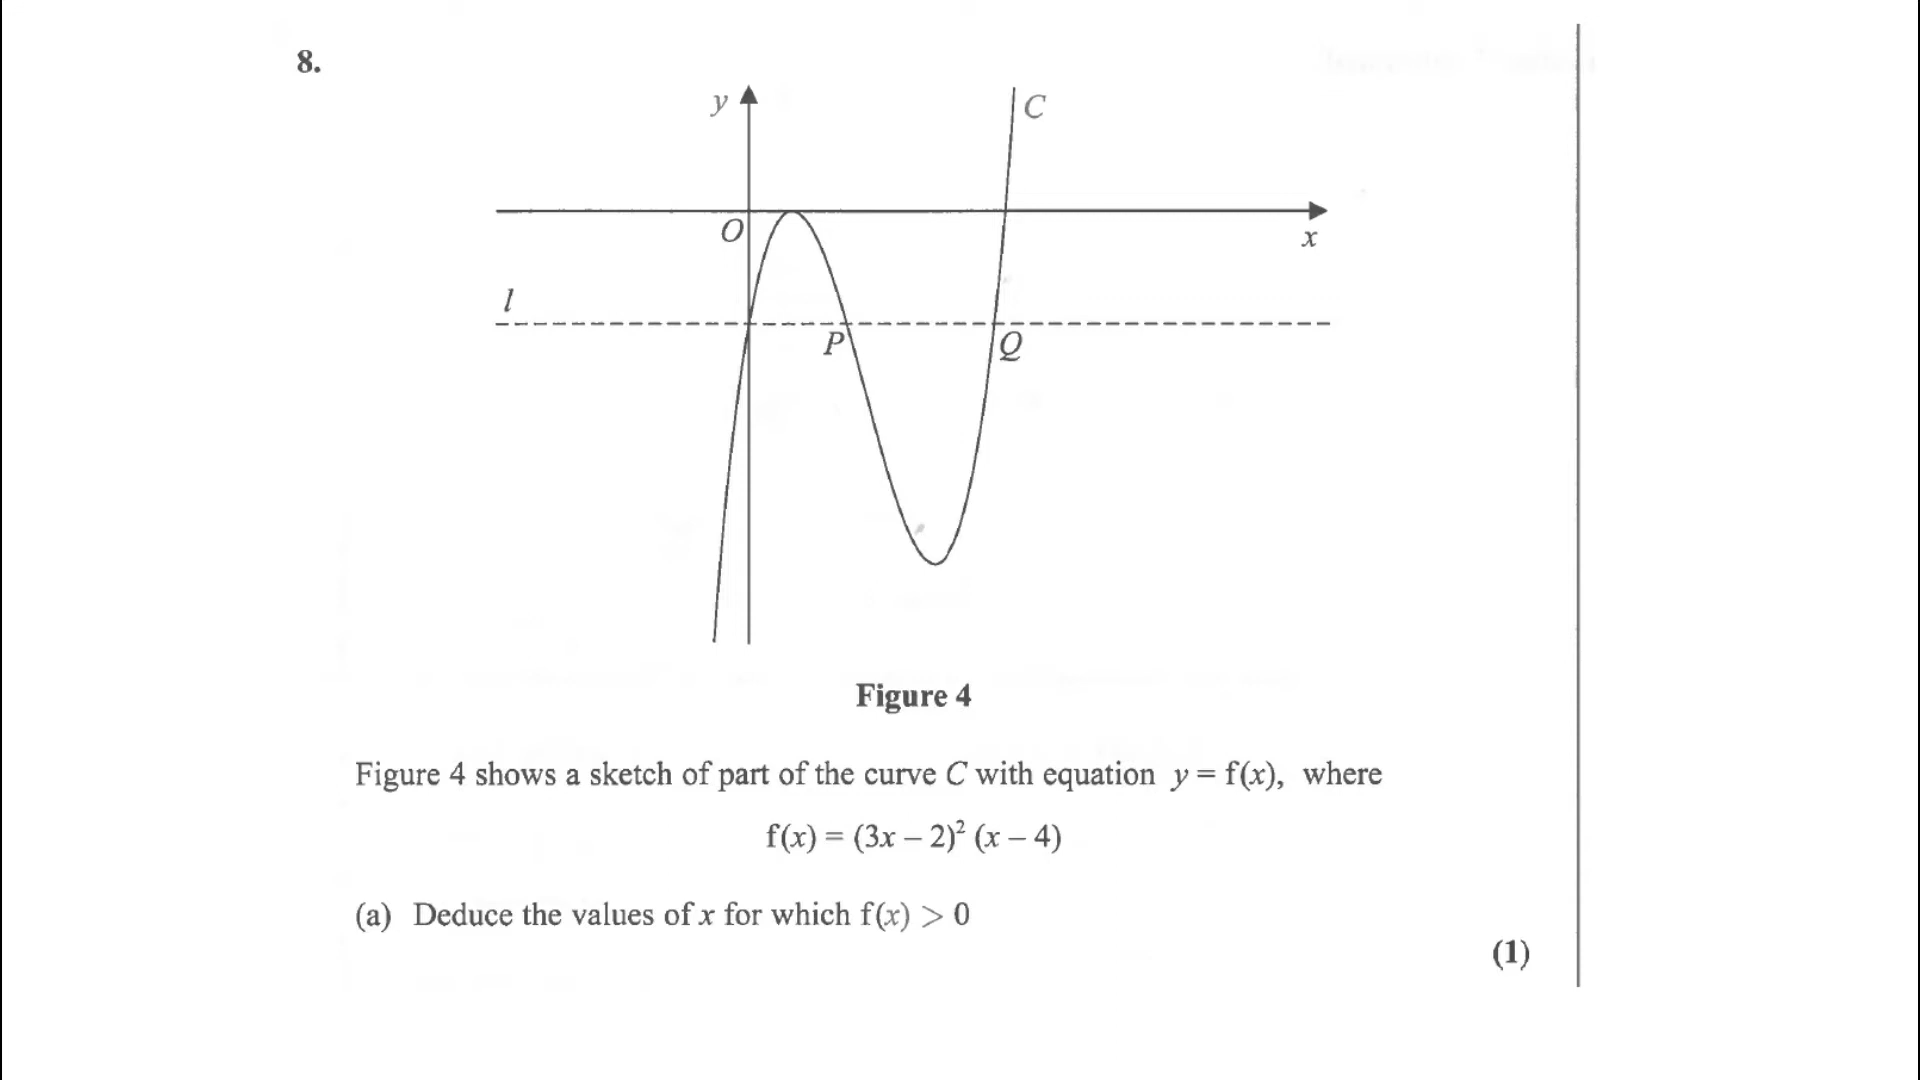 8.
y
C
O
x
l
P
Q
Figure 4
Figure 4 shows a sketch of part of the curve C with equation y = f(x), where
f(x) = (3x – 2)² (x – 4)
(a) Deduce the values of x for which f(x) > 0
(1)